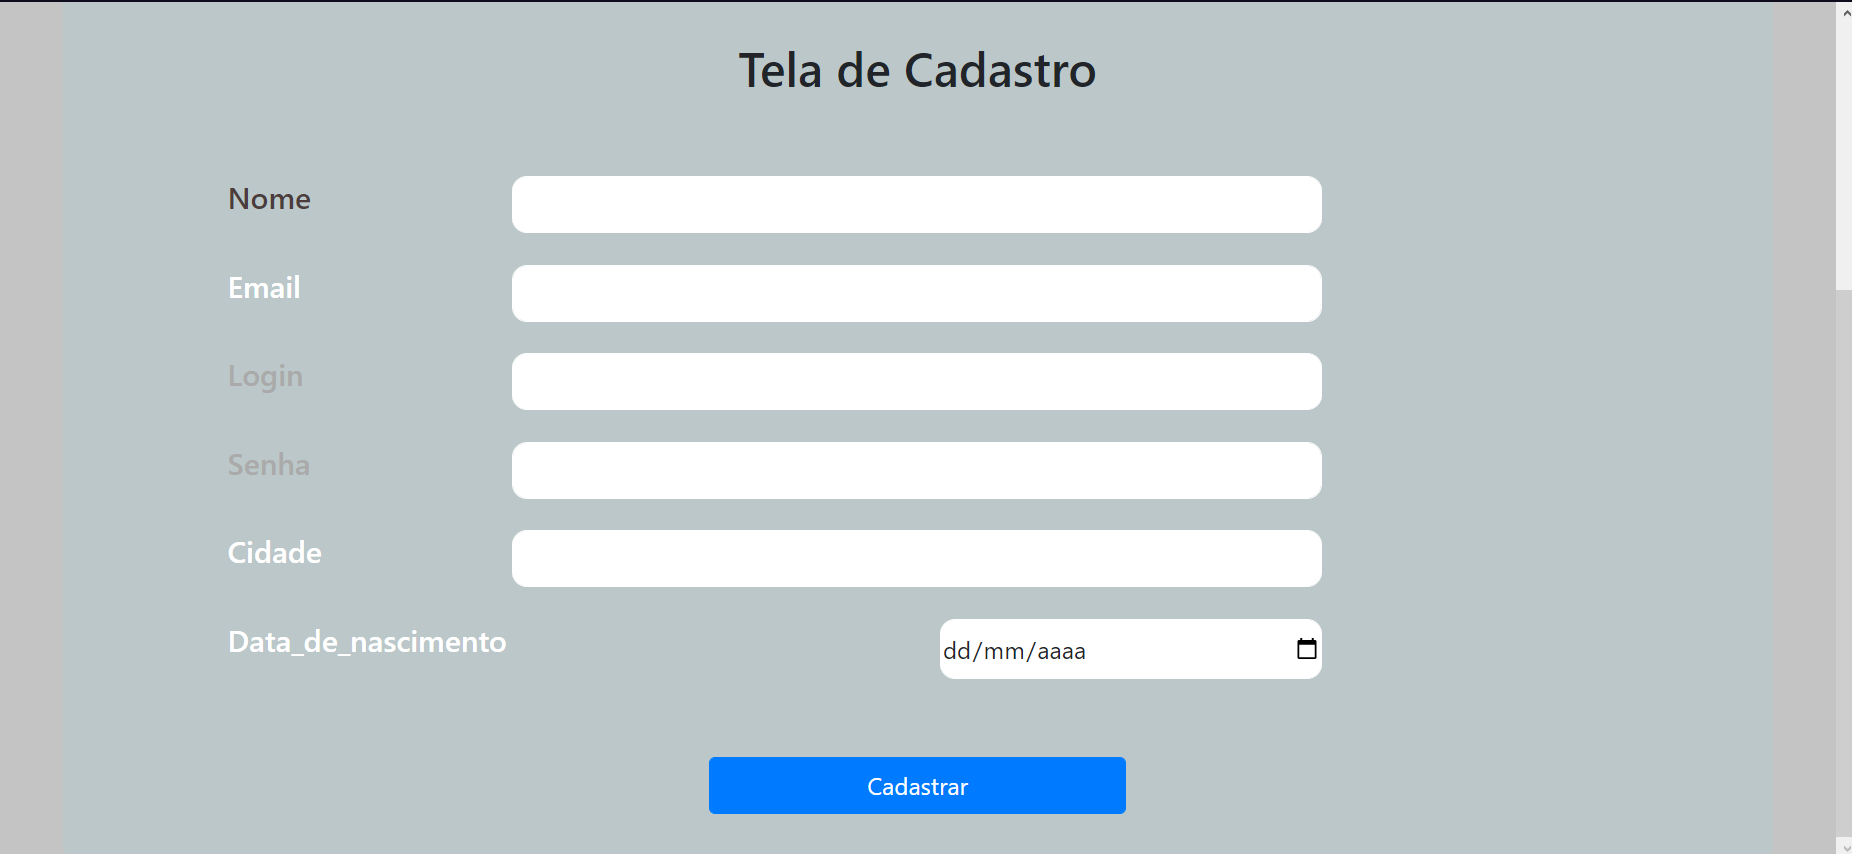 Tela de Cadastro
Nome
Email
Login
Senha
Cidade
Data_de_nascimento dd/mm/aaaa
Cadastrar